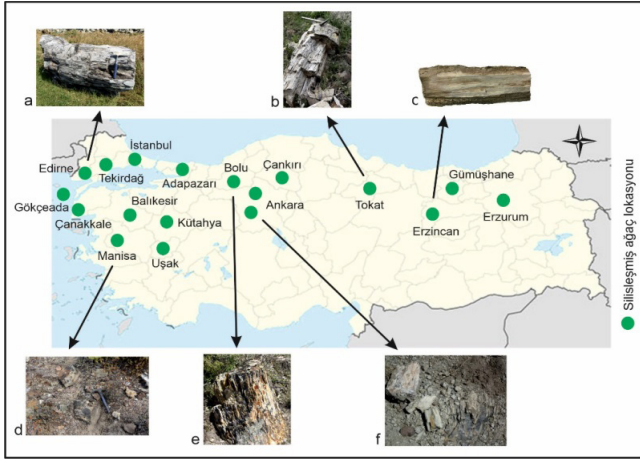 a
b
c
İstanbul
Edirne
Tekirdağ
Adapazarı
Bolu
Çankırı
Gümüşhane
Gökçeada
Çanakkale
Balıkesir
Kütahya
Ankara
Tokat
Erzincan
Erzurum
Manisa
Uşak
Silisleşmiş ağaç lokasyonu
d
e
f